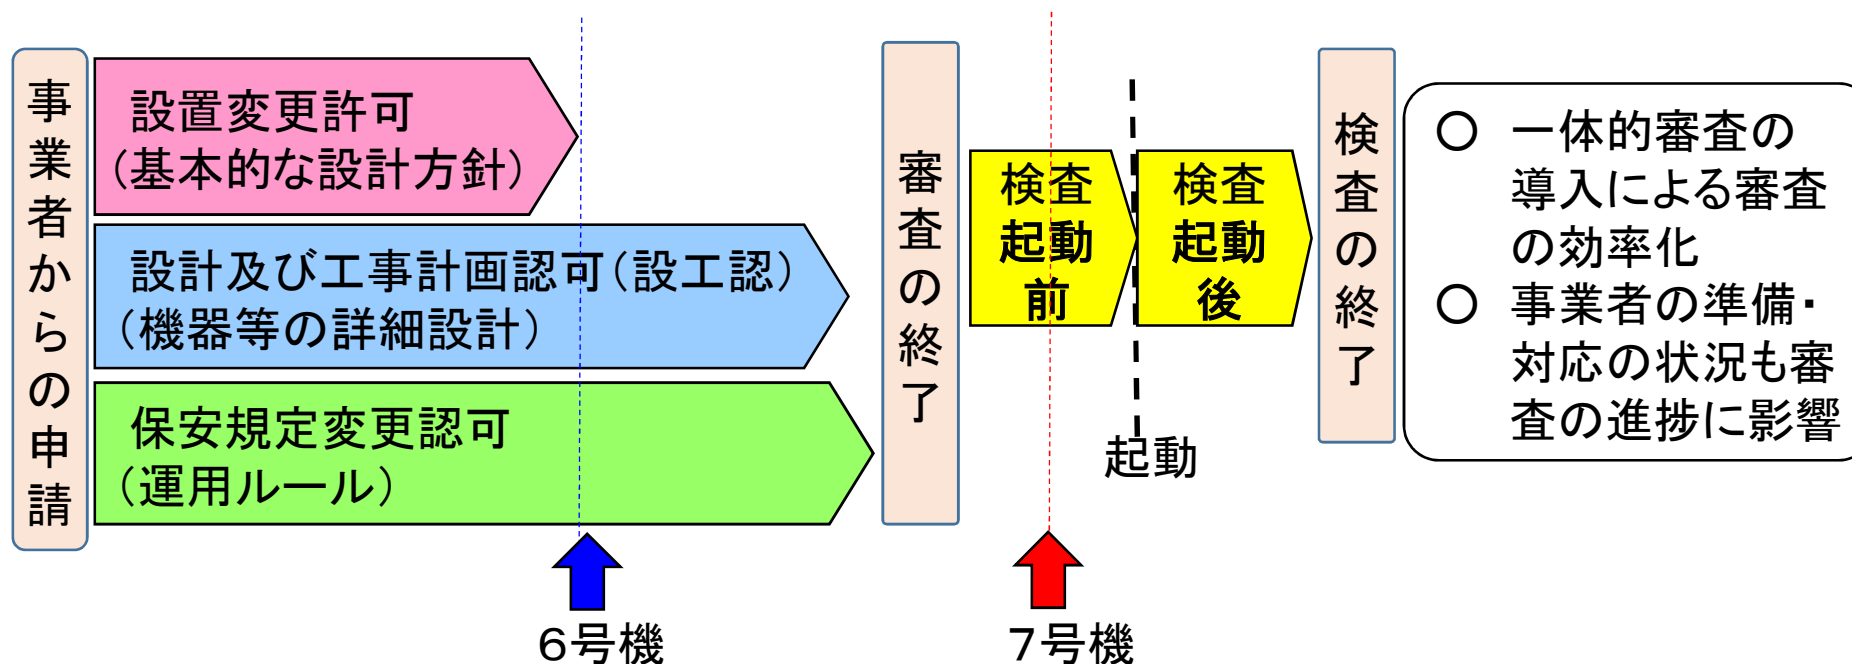 事業者からの申請
設置変更許可
(基本的な設計方針)
設計及び工事計画認可(設工認)
(機器等の詳細設計)
保安規定変更認可
(運用ルール)
6号機
審査の終了
検査
起動
前
7号機
検査
起動
後
起動
検査の終了
○ 一体的審査の
導入による審査
の効率化
○ 事業者の準備・
対応の状況も審
査の進捗に影響